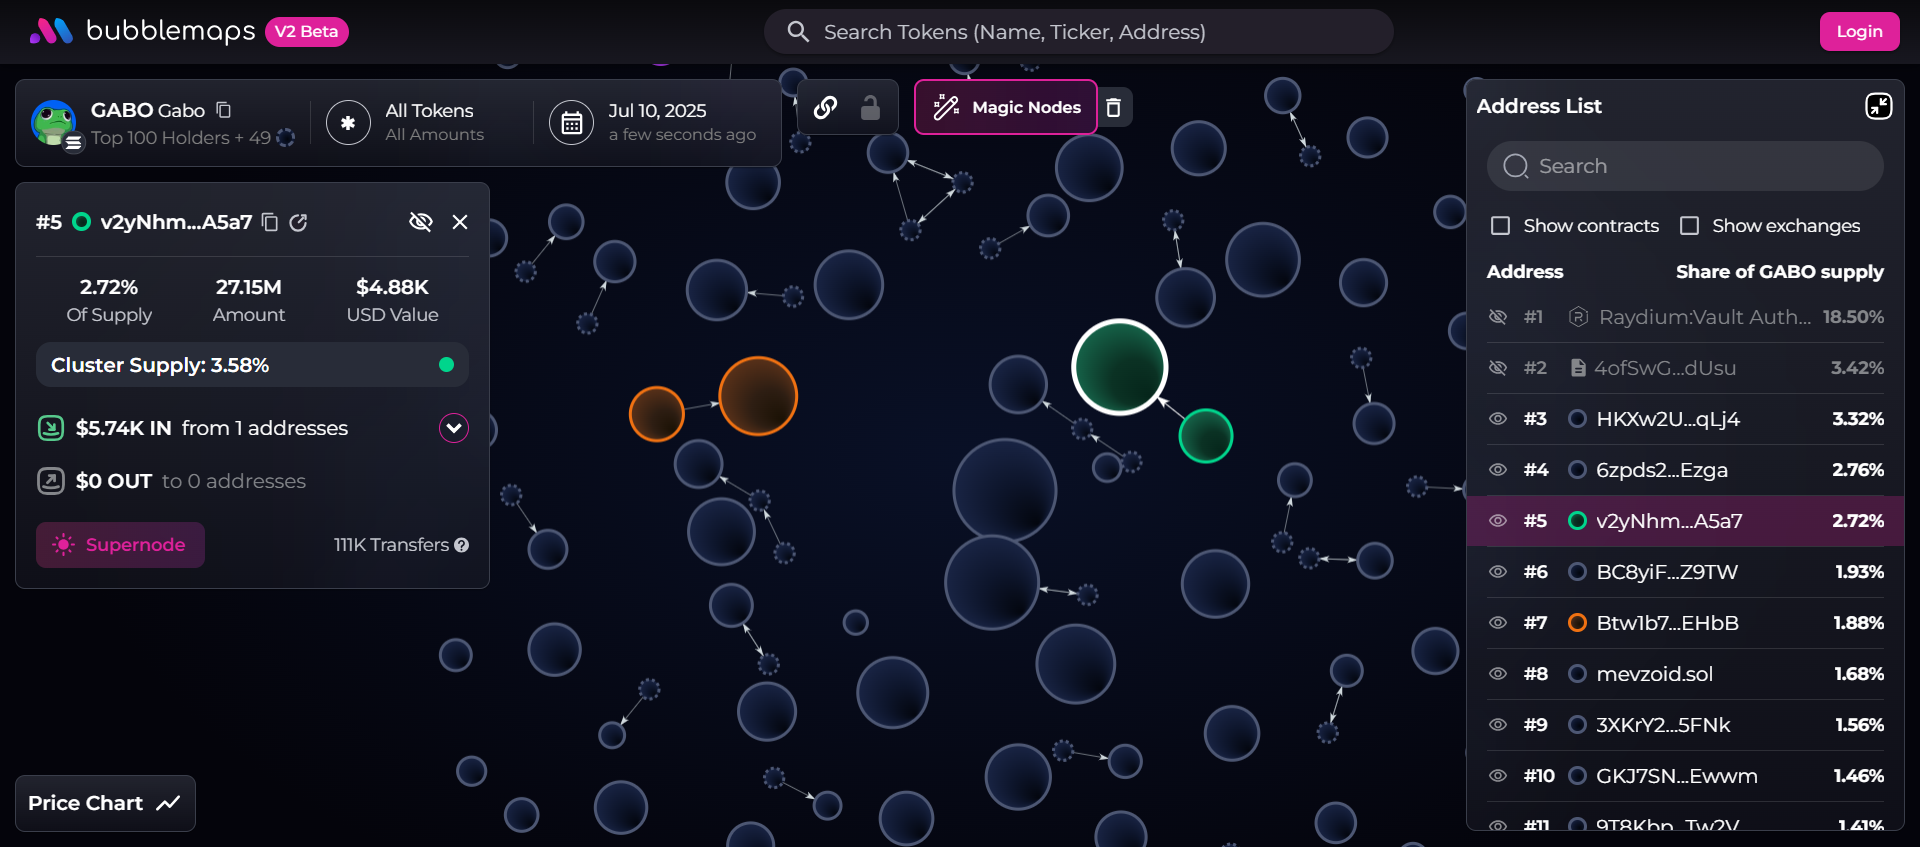 bubblemaps V2 Beta
Search Tokens (Name, Ticker, Address)
Login
GABO Gabo
Top 100 Holders + 49
All Tokens
All Amounts
Jul 10, 2025
a few seconds ago
Magic Nodes
#5 v2yNhm...A5a7
2.72% 27.15M $4.88K
Of Supply Amount USD Value
Cluster Supply: 3.58%
$5.74K IN from 1 addresses
$0 OUT to 0 addresses
Supernode 111K Transfers ?
Price Chart
Address List
Search
Show contracts Show exchanges
Address Share of GABO supply
#1 Raydium:Vault Auth... 18.50%
#2 4ofSwG...dUsu 3.42%
#3 HKXw2U...qLj4 3.32%
#4 6zpds2...Ezga 2.76%
#5 v2yNhm...A5a7 2.72%
#6 BC8yiF...Z9TW 1.93%
#7 Btw1b7...EHbB 1.88%
#8 mevzoid.sol 1.68%
#9 3XKrY2...5FNk 1.56%
#10 GKJ7SN...Ewwm 1.46%
#11 9T8Kbp...Tw2V 1.41%